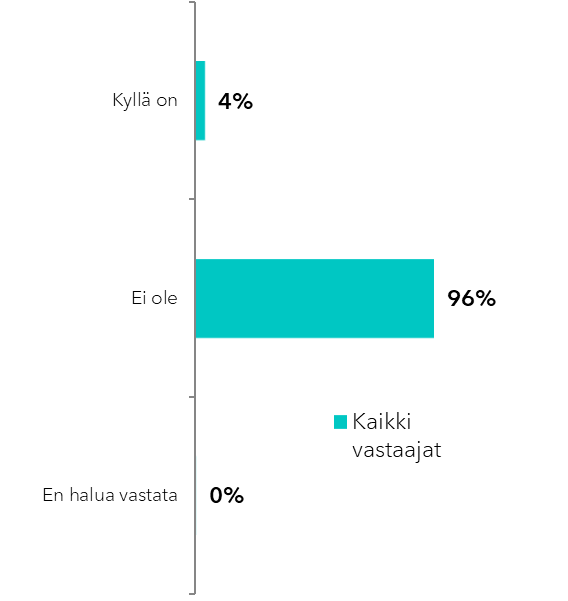 Kyllä on 4%
Ei ole 96%
Kaikki
vastaajat
En halua vastata 0%